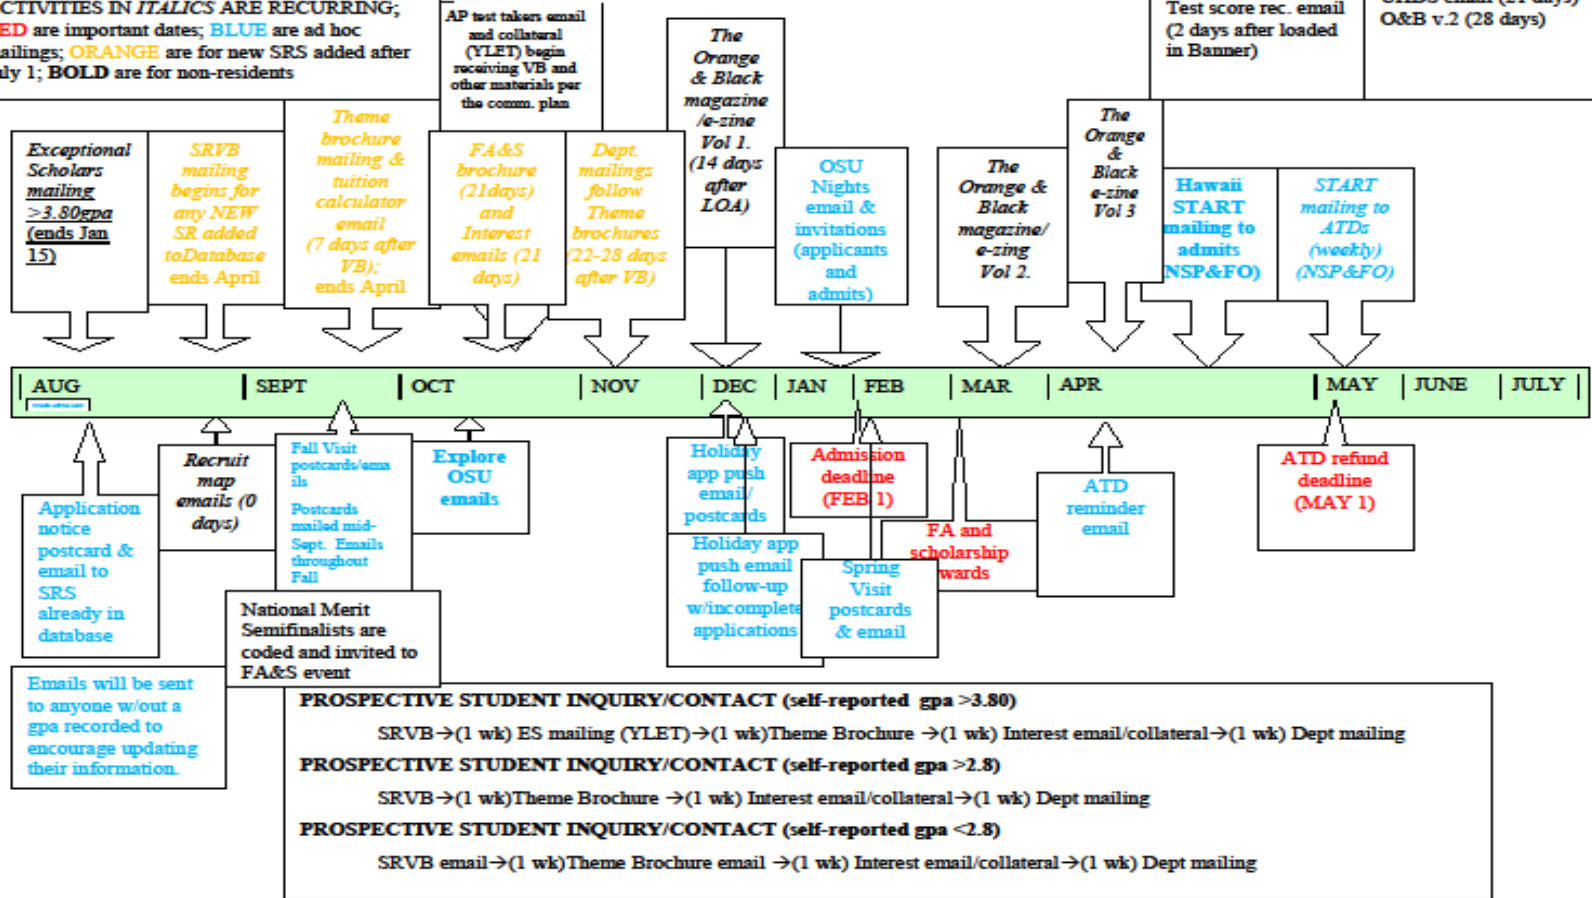 CTIVITIES IN ITALICS ARE RECURRING;
ED are important dates; BLUE are ad hoc
ailings; ORANGE are for new SRS added after
ly 1; BOLD are for non-residents
AP test takers email
and collateral
(YLET) begin
receiving VB and
other materials per
the comm. plan
The
Orange
& Black
magazine
/e-zine
Vol 1.
(14 days
after
LOA)
Test score rec. email
(2 days after loaded
in Banner)
O&B v.2 (28 days)
Exceptional
Scholars
mailing
>3.80gpa
(ends Jan
15)
SRVB
mailing
begins for
any NEW
SR added
toDatabase
ends April
Theme
brochure
mailing &
tuition
calculator
email
(7 days after
VB);
ends April
FA&S
brochure
(21days)
and
Interest
emails (21
days)
Dept.
mailings
follow
Theme
brochures
(22-28 days
after VB)
OSU
Nights
email &
invitations
(applicants
and
admits)
The
Orange &
Black
magazine/
e-zing
Vol 2.
The
Orange
&
Black
e-zine
Vol 3
Hawaii
START
mailing to
admits
(NSP&FO)
START
mailing to
ATDs
(weekly)
(NSP&FO)
AUG SEPT OCT NOV DEC JAN FEB MAR APR MAY JUNE JULY
Application
notice
postcard &
email to
SRS
already in
database
Recruit
map
emails (0
days)
Fall Visit
postcards/ema
ils
Postcards
mailed mid-
Sept. Emails
throughout
Fall
Explore
OSU
emails
Holiday
app push
email/
postcards
Holiday app
push email
follow-up
w/incomplete
applications
Admission
deadline
(FEB 1)
Spring
Visit
postcards
& email
FA and
scholarship
wards
ATD
reminder
email
ATD refund
deadline
(MAY 1)
National Merit
Semifinalists are
coded and invited to
FA&S event
Emails will be sent
to anyone w/out a
gpa recorded to
encourage updating
their information.
PROSPECTIVE STUDENT INQUIRY/CONTACT (self-reported gpa >3.80)
SRVB→(1 wk) ES mailing (YLET)→(1 wk)Theme Brochure →(1 wk) Interest email/collateral→(1 wk) Dept mailing
PROSPECTIVE STUDENT INQUIRY/CONTACT (self-reported gpa >2.8)
SRVB→(1 wk)Theme Brochure →(1 wk) Interest email/collateral→(1 wk) Dept mailing
PROSPECTIVE STUDENT INQUIRY/CONTACT (self-reported gpa <2.8)
SRVB email→(1 wk)Theme Brochure email →(1 wk) Interest email/collateral→(1 wk) Dept mailing